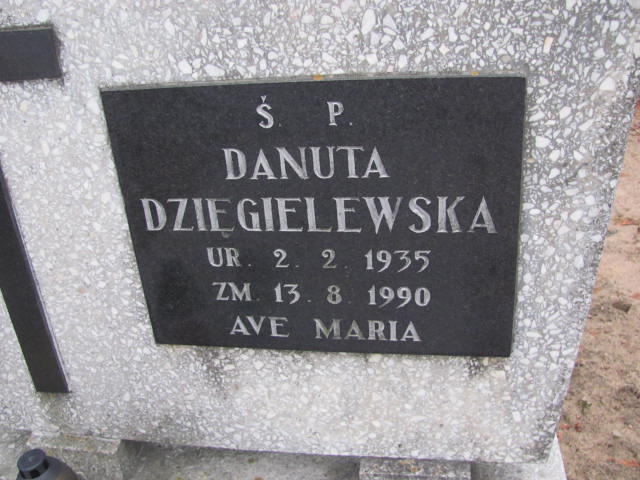 Ś. P.
DANUTA
DZIĘGIELEWSKA
UR. 2. 2. 1935
ZM. 13. 8. 1990
AVE MARIA